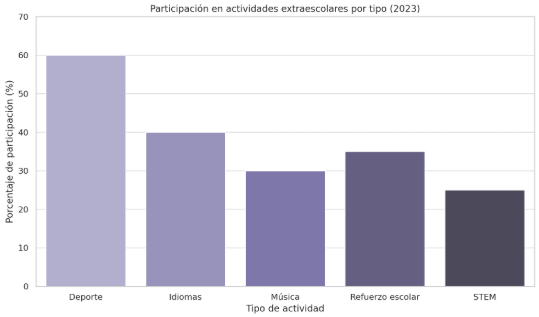 Participación en actividades extraescolares por tipo (2023)
Porcentaje de participación (%)
70
60
50
40
30
20
10
0
Deporte
Idiomas
Música
Refuerzo escolar
STEM
Tipo de actividad